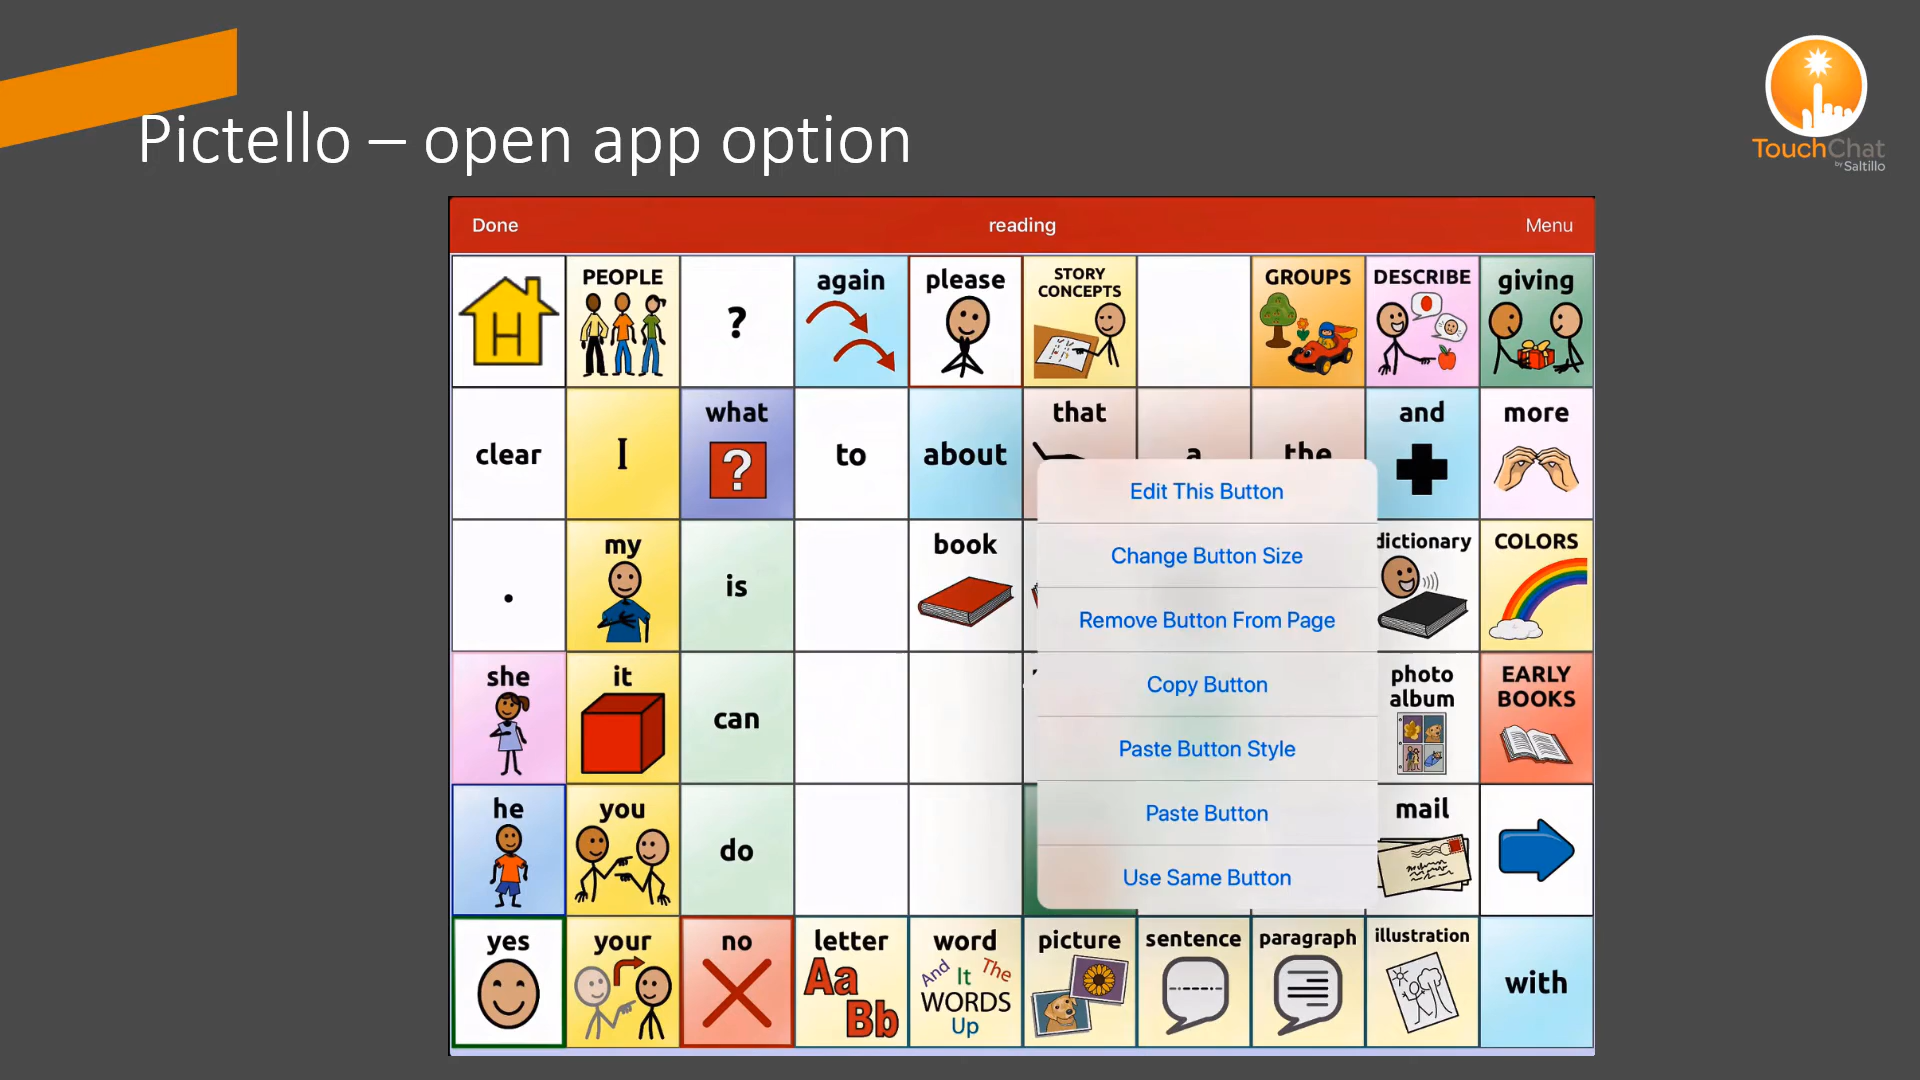 Pictello – open app option
TouchChat
by Saltillo
Done
reading
Menu
H
PEOPLE
?
again
please
STORY
CONCEPTS
GROUPS
DESCRIBE
giving
clear
I
what
?
to
about
that
a
the
and
more
.
my
is
book
dictionary
COLORS
she
it
can
photo
album
EARLY
BOOKS
he
you
do
mail
yes
your
no
letter
Aa
Bb
word
And It The
WORDS
Up
picture
sentence
paragraph
illustration
with
Edit This Button
Change Button Size
Remove Button From Page
Copy Button
Paste Button Style
Paste Button
Use Same Button